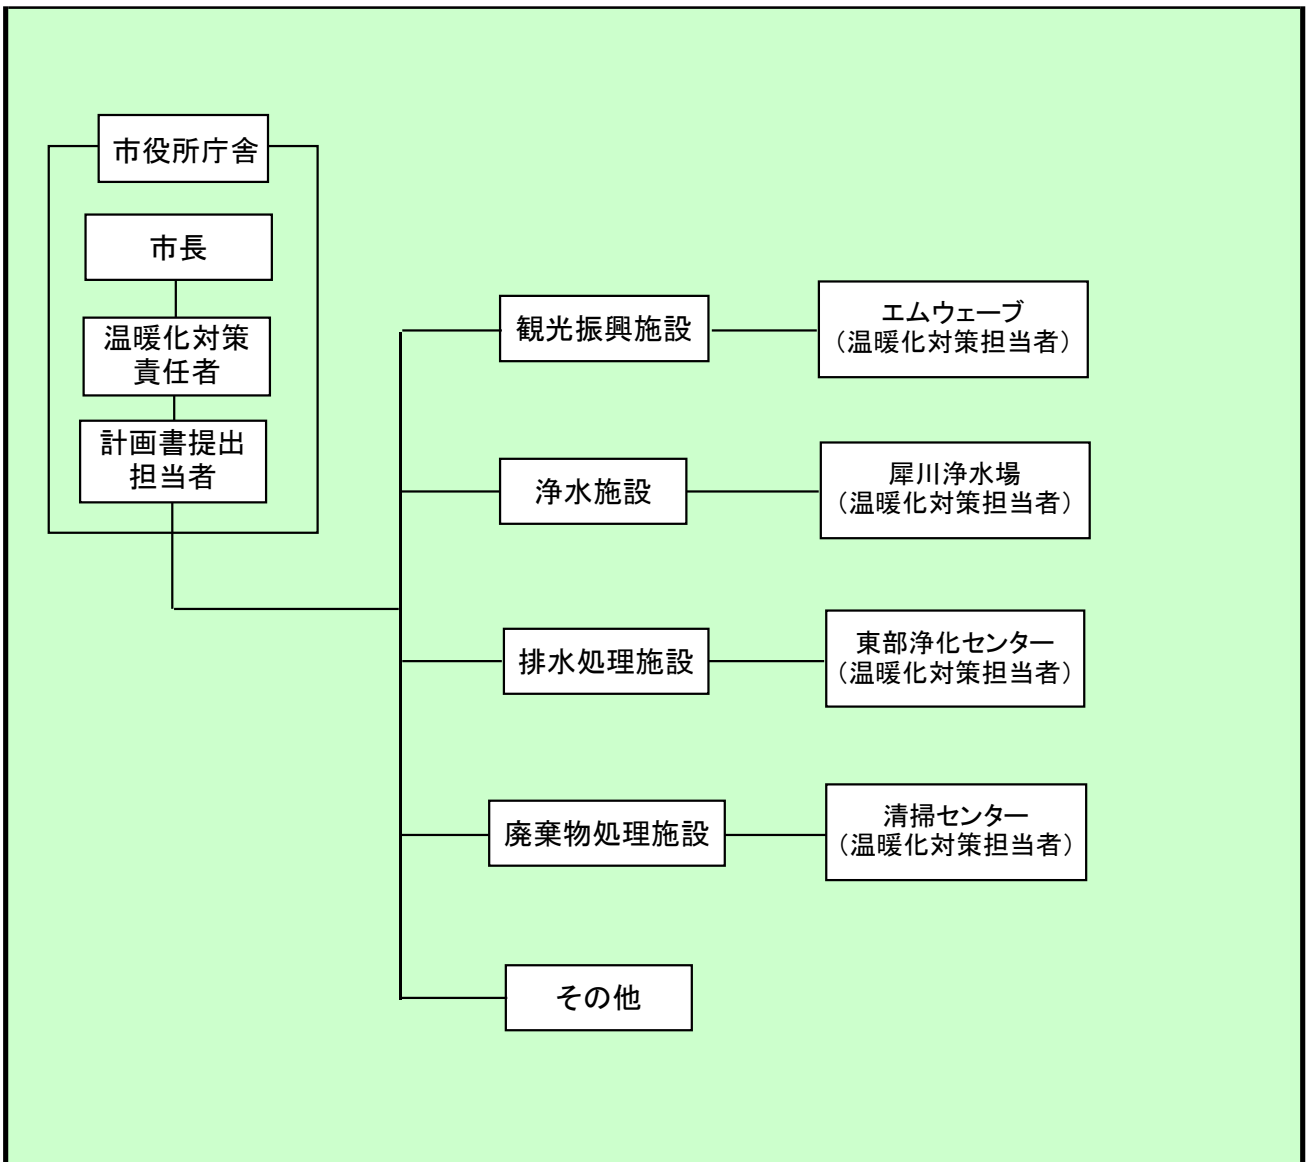 市役所庁舎
市長
温暖化対策
責任者
計画書提出
担当者
観光振興施設
エムウェーブ
（温暖化対策担当者）
浄水施設
犀川浄水場
（温暖化対策担当者）
排水処理施設
東部浄化センター
（温暖化対策担当者）
廃棄物処理施設
清掃センター
（温暖化対策担当者）
その他